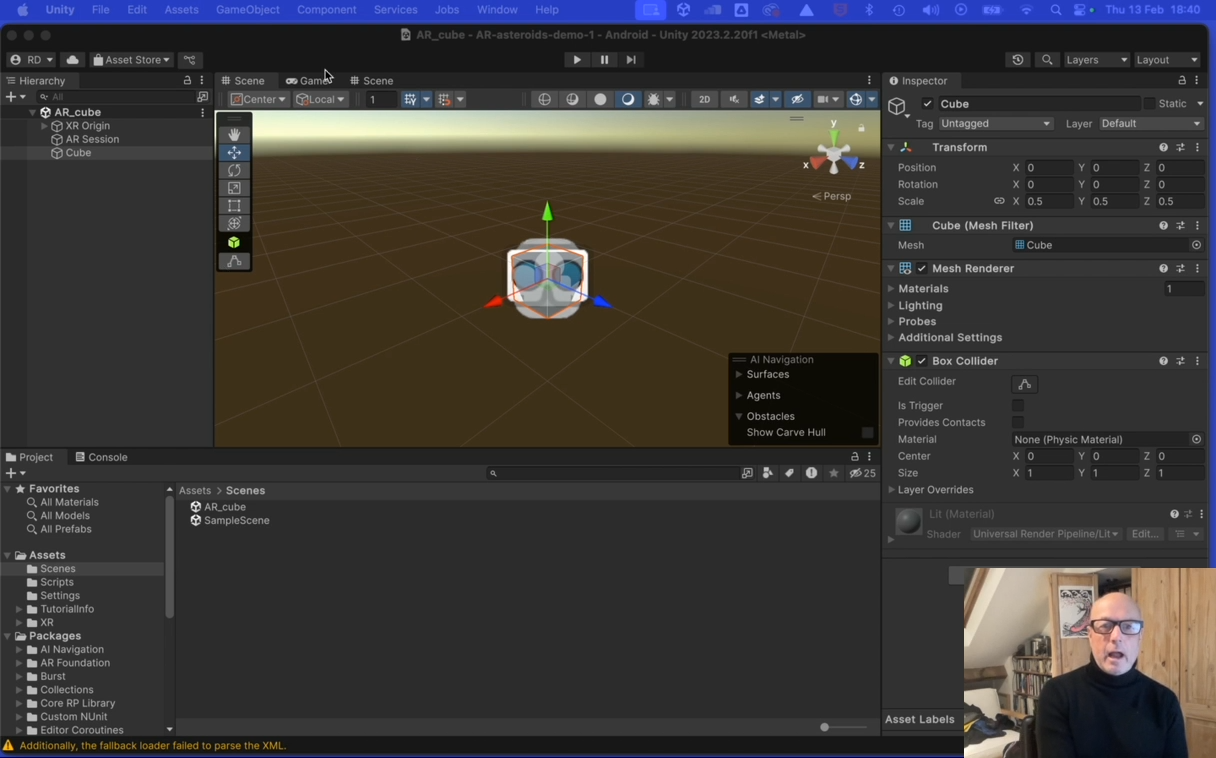 File Edit Assets GameObject Component Services Jobs Window Help Thu 13 Feb 18:40
AR_cube - AR-asteroids-demo-1 - Android - Unity 2023.2.20f1 <Metal>
RD Asset Store Layers Layout
Hierarchy
All
AR_cube
XR Origin
AR Session
Cube
Scene Game Scene
Center Local 1 2D
y
x z
Persp
AI Navigation
Surfaces
Agents
Obstacles
Show Carve Hull
Inspector
Cube Static
Tag Untagged Layer Default
Transform
Position X 0 Y 0 Z 0
Rotation X 0 Y 0 Z 0
Scale X 0.5 Y 0.5 Z 0.5
Cube (Mesh Filter)
Mesh Cube
Mesh Renderer
Materials 1
Lighting
Probes
Additional Settings
Box Collider
Edit Collider
Is Trigger
Provides Contacts
Material None (Physic Material)
Center X 0 Y 0 Z 0
Size X 1 Y 1 Z 1
Layer Overrides
Lit (Material)
Shader Universal Render Pipeline/Lit Edit...
Asset Labels
Project Console
25
Favorites
All Materials
All Models
All Prefabs
Assets
Scenes
Scripts
Settings
TutorialInfo
XR
Packages
AI Navigation
AR Foundation
Burst
Collections
Core RP Library
Custom NUnit
Editor Coroutines
Assets > Scenes
AR_cube
SampleScene
Additionally, the fallback loader failed to parse the XML.